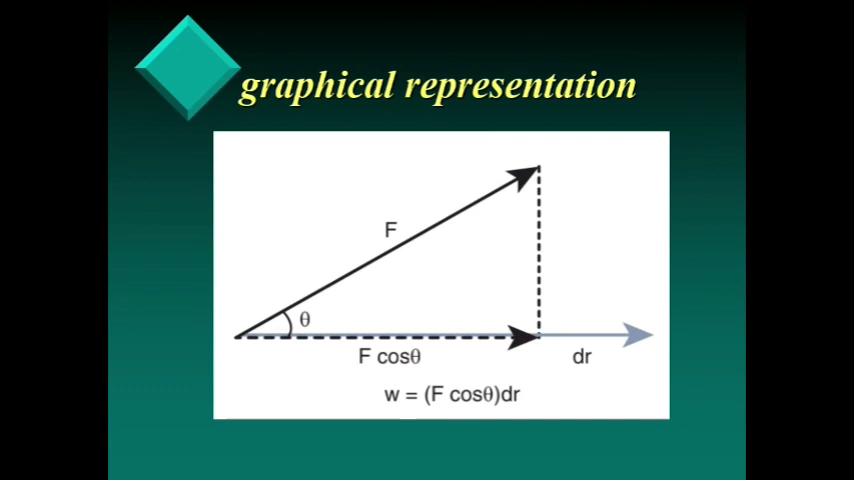 graphical representation
F
θ
F cosθ
dr
w = (F cosθ)dr